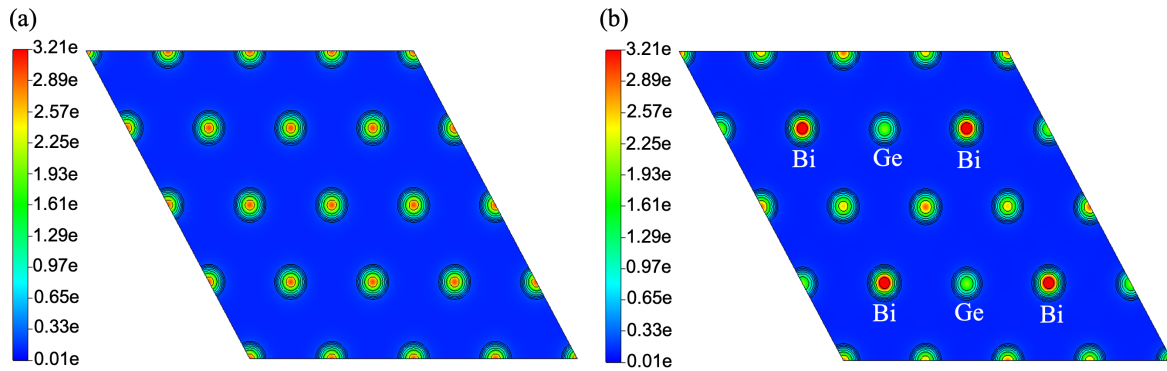 (a)
3.21e
2.89e
2.57e
2.25e
1.93e
1.61e
1.29e
0.97e
0.65e
0.33e
0.01e
(b)
3.21e
2.89e
2.57e
2.25e
1.93e
1.61e
1.29e
0.97e
0.65e
0.33e
0.01e
Bi Ge Bi
Bi Ge Bi